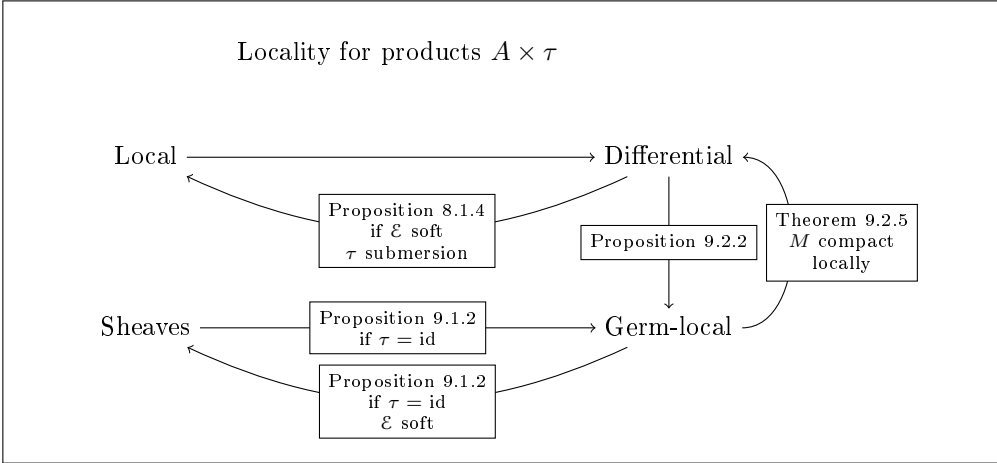 Locality for products A × τ
Local
Differential
Proposition 8.1.4
if ℰ soft
τ submersion
Proposition 9.2.2
Theorem 9.2.5
M compact
locally
Sheaves
Proposition 9.1.2
if τ = id
Germ-local
Proposition 9.1.2
if τ = id
ℰ soft